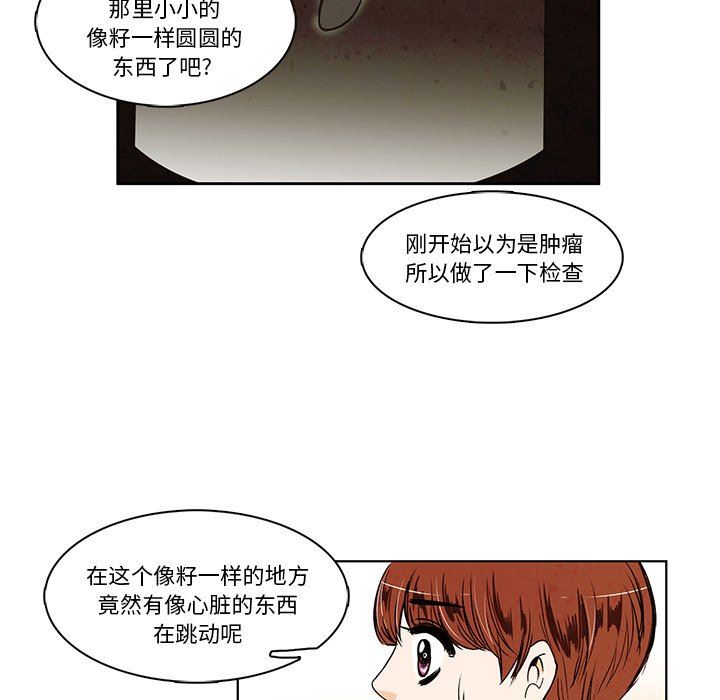 那里小小的
像籽一样圆圆的
东西了吧?
刚开始以为是肿瘤
所以做了一下检查
在这个像籽一样的地方
竟然有像心脏的东西
在跳动呢